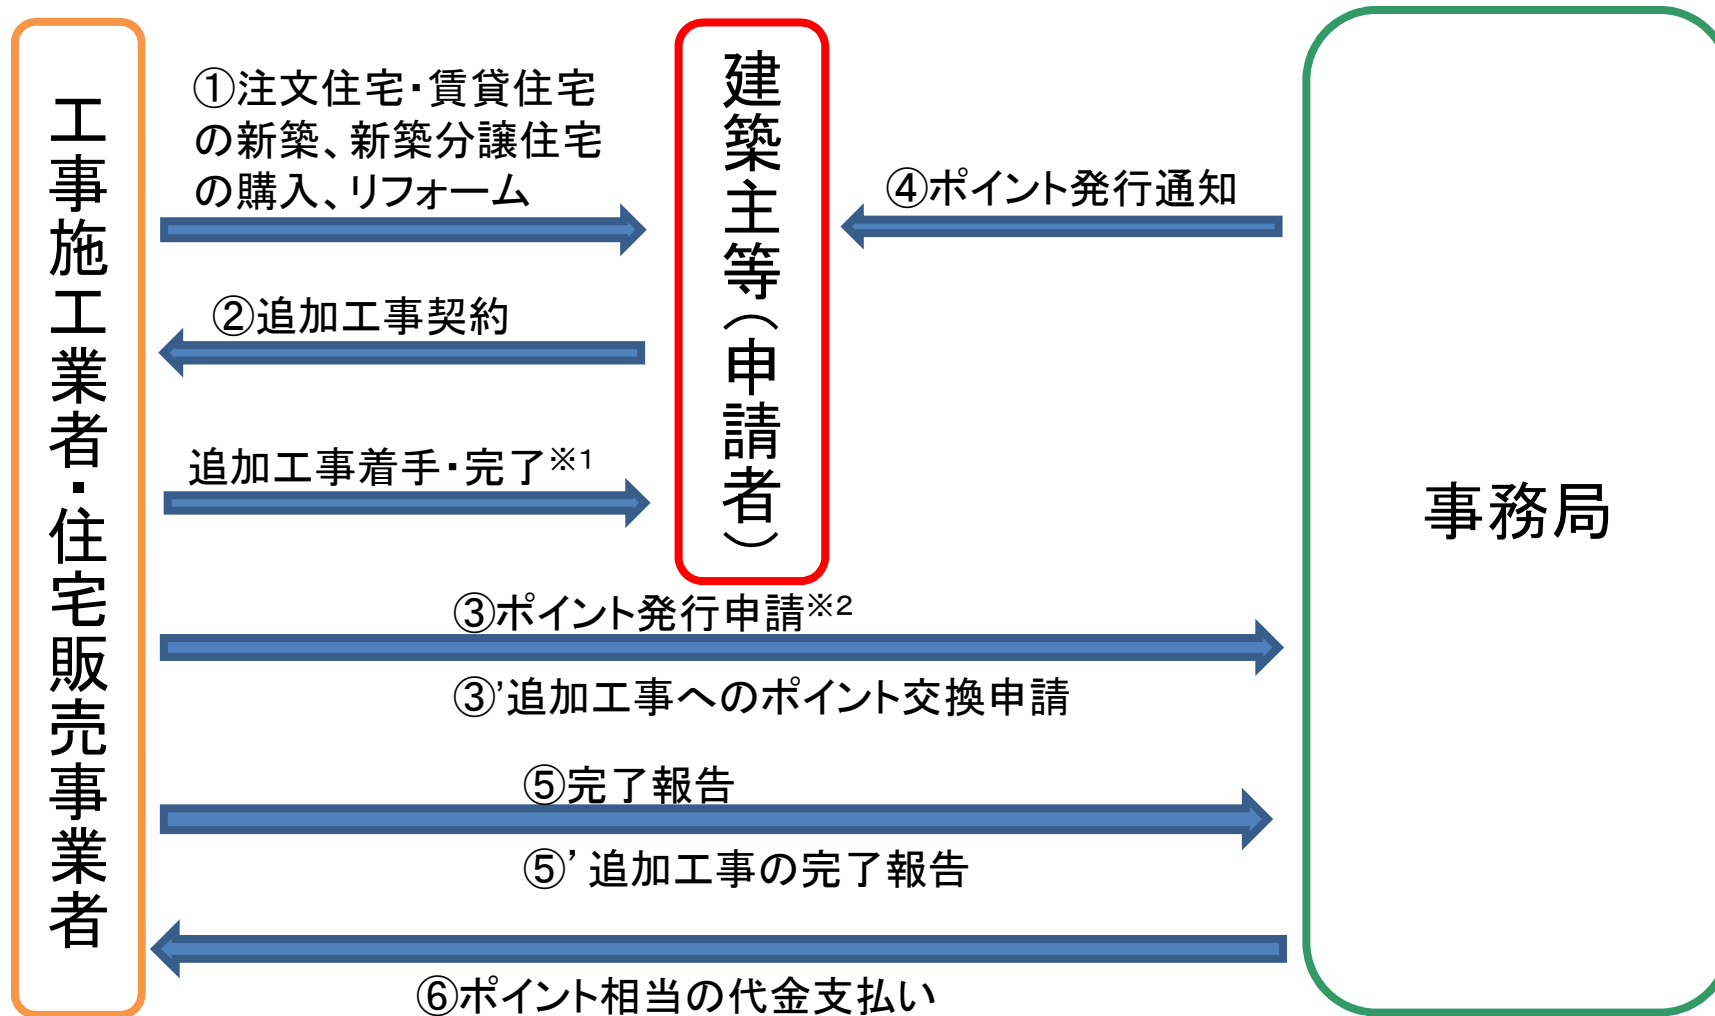 工事施工業者・住宅販売事業者
①注文住宅・賃貸住宅
の新築、新築分譲住宅
の購入、リフォーム
②追加工事契約
追加工事着手・完了※1
建築主等（申請者）
④ポイント発行通知
事務局
③ポイント発行申請※2
③’追加工事へのポイント交換申請
⑤完了報告
⑤’追加工事の完了報告
⑥ポイント相当の代金支払い